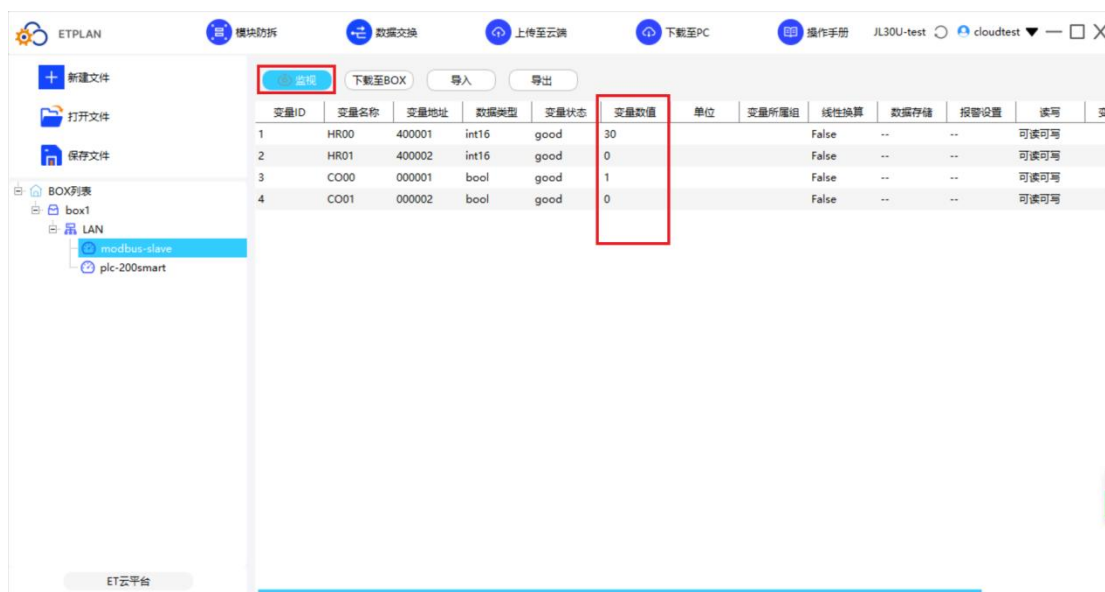 ETPLAN 模块防拆 数据交换 上传至云端 下载至PC 操作手册 JL30U-test cloudtest
新建文件
打开文件
保存文件
BOX列表
box1
LAN
modbus-slave
plc-200smart
ET云平台
监视 下载至BOX 导入 导出
变量ID 变量名称 变量地址 数据类型 变量状态 变量数值 单位 变量所属组 线性换算 数据存储 报警设置 读写
1 HR00 400001 int16 good 30 False -- -- 可读可写
2 HR01 400002 int16 good 0 False -- -- 可读可写
3 CO00 000001 bool good 1 False -- -- 可读可写
4 CO01 000002 bool good 0 False -- -- 可读可写